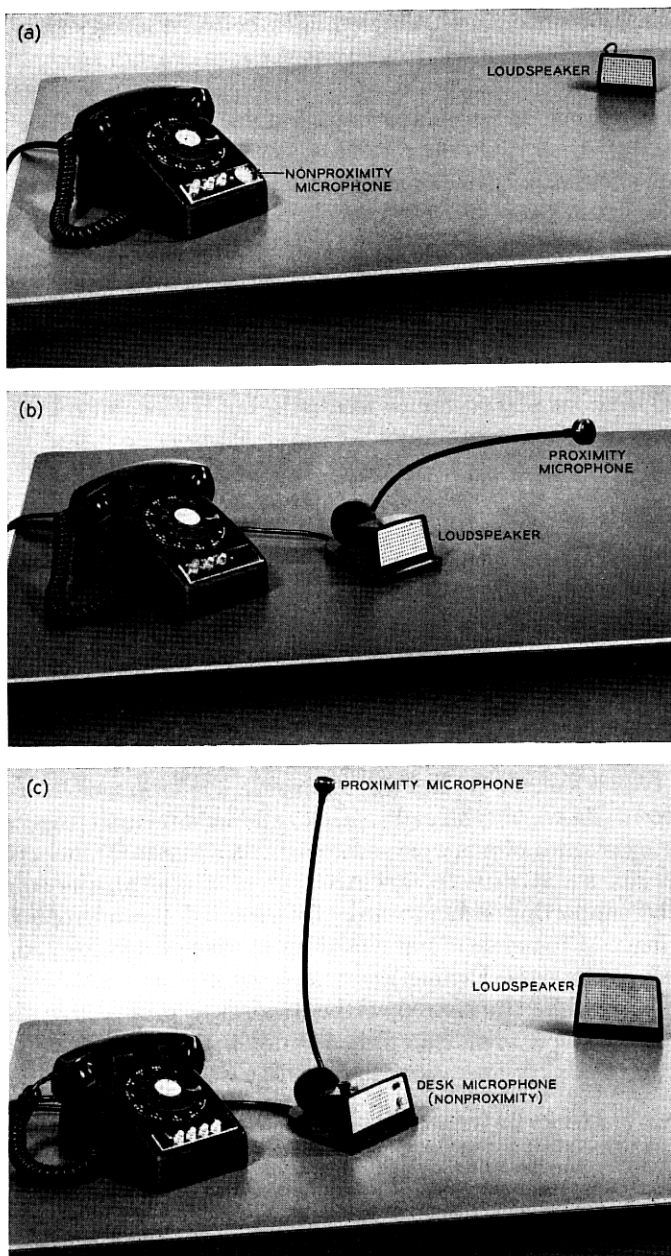 (a)
LOUDSPEAKER
NONPROXIMITY
MICROPHONE
(b)
PROXIMITY
MICROPHONE
LOUDSPEAKER
(c)
PROXIMITY MICROPHONE
LOUDSPEAKER
DESK MICROPHONE
(NONPROXIMITY)